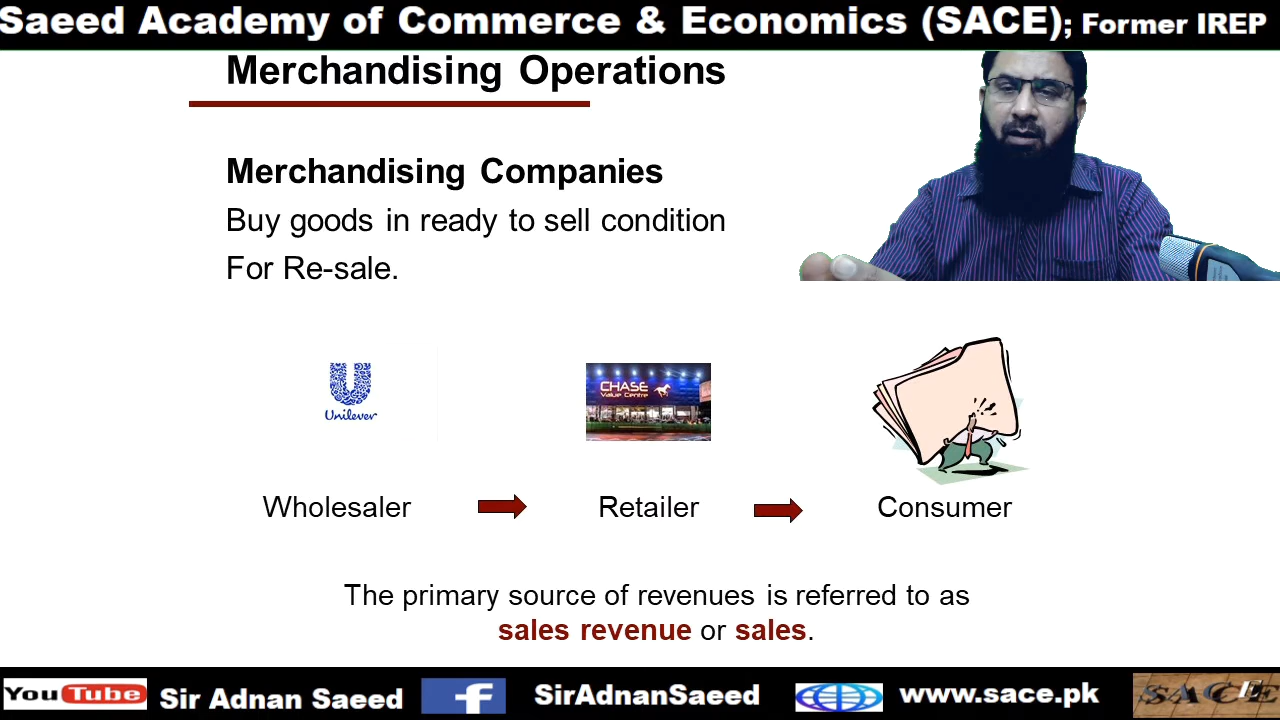 Saeed Academy of Commerce & Economics (SACE); Former IREP
Merchandising Operations
Merchandising Companies
Buy goods in ready to sell condition
For Re-sale.
Unilever
CHASE
Value Centre
Wholesaler
Retailer
Consumer
The primary source of revenues is referred to as
sales revenue or sales.
YouTube
Sir Adnan Saeed
f
SirAdnanSaeed
www.sace.pk
SACE